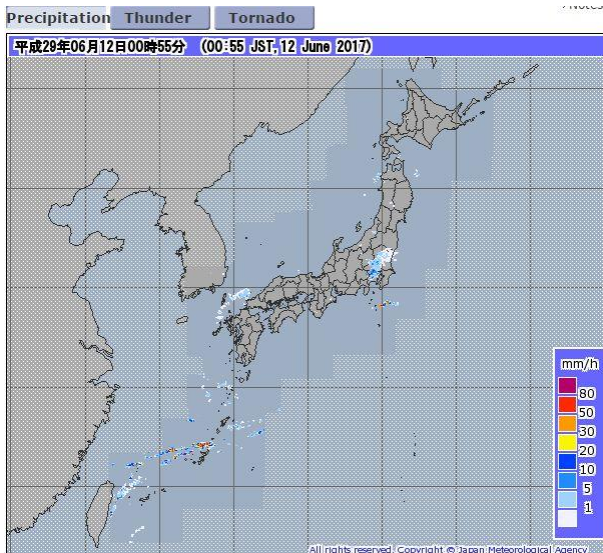 Precipitation Thunder Tornado
平成29年06月12日00時55分 (00:55 JST, 12 June 2017)
mm/h
80
50
30
20
10
5
1
All rights reserved. Copyright © Japan Meteorological Agency